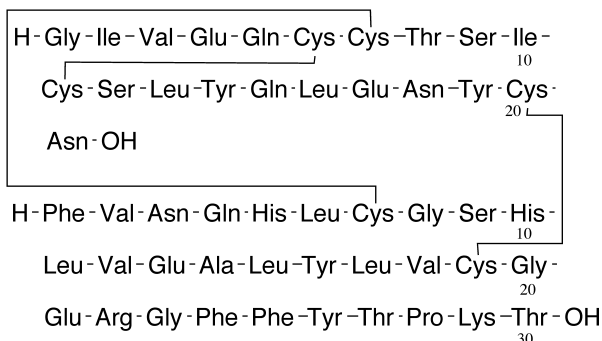 H-Gly-Ile-Val-Glu-Gln-Cys-Cys-Thr-Ser-Ile-
10
Cys-Ser-Leu-Tyr-Gln-Leu-Glu-Asn-Tyr-Cys-
20
Asn-OH
H-Phe-Val-Asn-Gln-His-Leu-Cys-Gly-Ser-His-
10
Leu-Val-Glu-Ala-Leu-Tyr-Leu-Val-Cys-Gly-
20
Glu-Arg-Gly-Phe-Phe-Tyr-Thr-Pro-Lys-Thr-OH
30